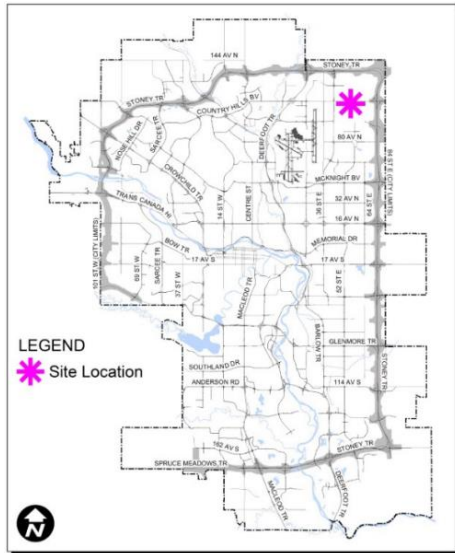 144 AV N
STONEY TR
STONEY TR
COUNTRY HILLS BV
ROSE HILL DR
SARCEE TR
DEERFOOT TR
80 AV N
CROWCHILD TR
MCKNIGHT BV
14 ST W
CENTRE ST
36 ST E
32 AV N
84 ST E (CITY LIMITS)
TRANS CANADA HI
16 AV N
68 ST E
101 ST W (CITY LIMITS)
BOW TR
MEMORIAL DR
17 AV S
17 AV S
69 ST W
SARCEE TR
37 ST W
MACLEOD TR
52 ST E
BARLOW TR
GLENMORE TR
LEGEND
Site Location
STONEY TR
SOUTHLAND DR
ANDERSON RD
114 AV S
162 AV S
STONEY TR
SPRUCE MEADOWS TR
MACLEOD TR
DEERFOOT TR
N